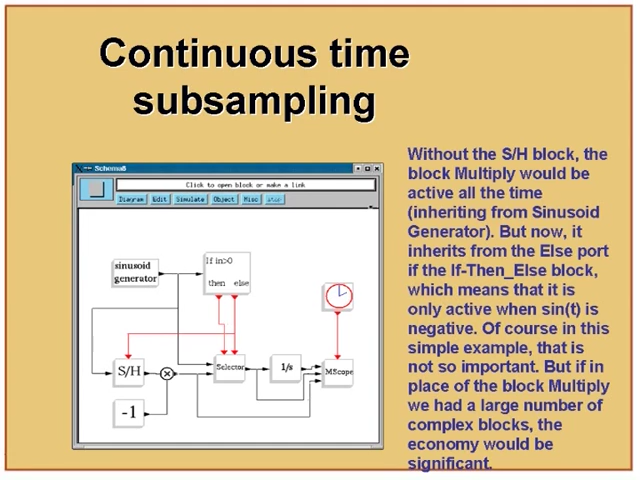 Continuous time
subsampling
Without the S/H block, the
block Multiply would be
active all the time
(inheriting from Sinusoid
Generator). But now, it
inherits from the Else port
if the If-Then_Else block,
which means that it is
only active when sin(t) is
negative. Of course in this
simple example, that is
not so important. But if in
place of the block Multiply
we had a large number of
complex blocks, the
economy would be
significant.
Schema8
Click to open block or make a link
Diagram Edit Simulate Object Misc stop
sinusoid
generator
If in>0
then else
S/H
Selector
1/s
MScope
-1